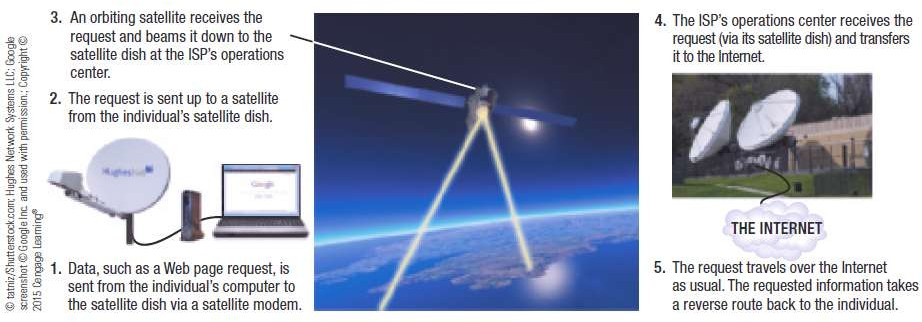 3. An orbiting satellite receives the
request and beams it down to the
satellite dish at the ISP's operations
center.
2. The request is sent up to a satellite
from the individual's satellite dish.
HughesNet
Google
1. Data, such as a Web page request, is
sent from the individual's computer to
the satellite dish via a satellite modem.
4. The ISP's operations center receives the
request (via its satellite dish) and transfers
it to the Internet.
THE INTERNET
5. The request travels over the Internet
as usual. The requested information takes
a reverse route back to the individual.
© tatniz/Shutterstock.com; Hughes Network Systems LLC; Google
screenshot © Google Inc. and used with permission.; Copyright ©
2015 Cengage Learning®